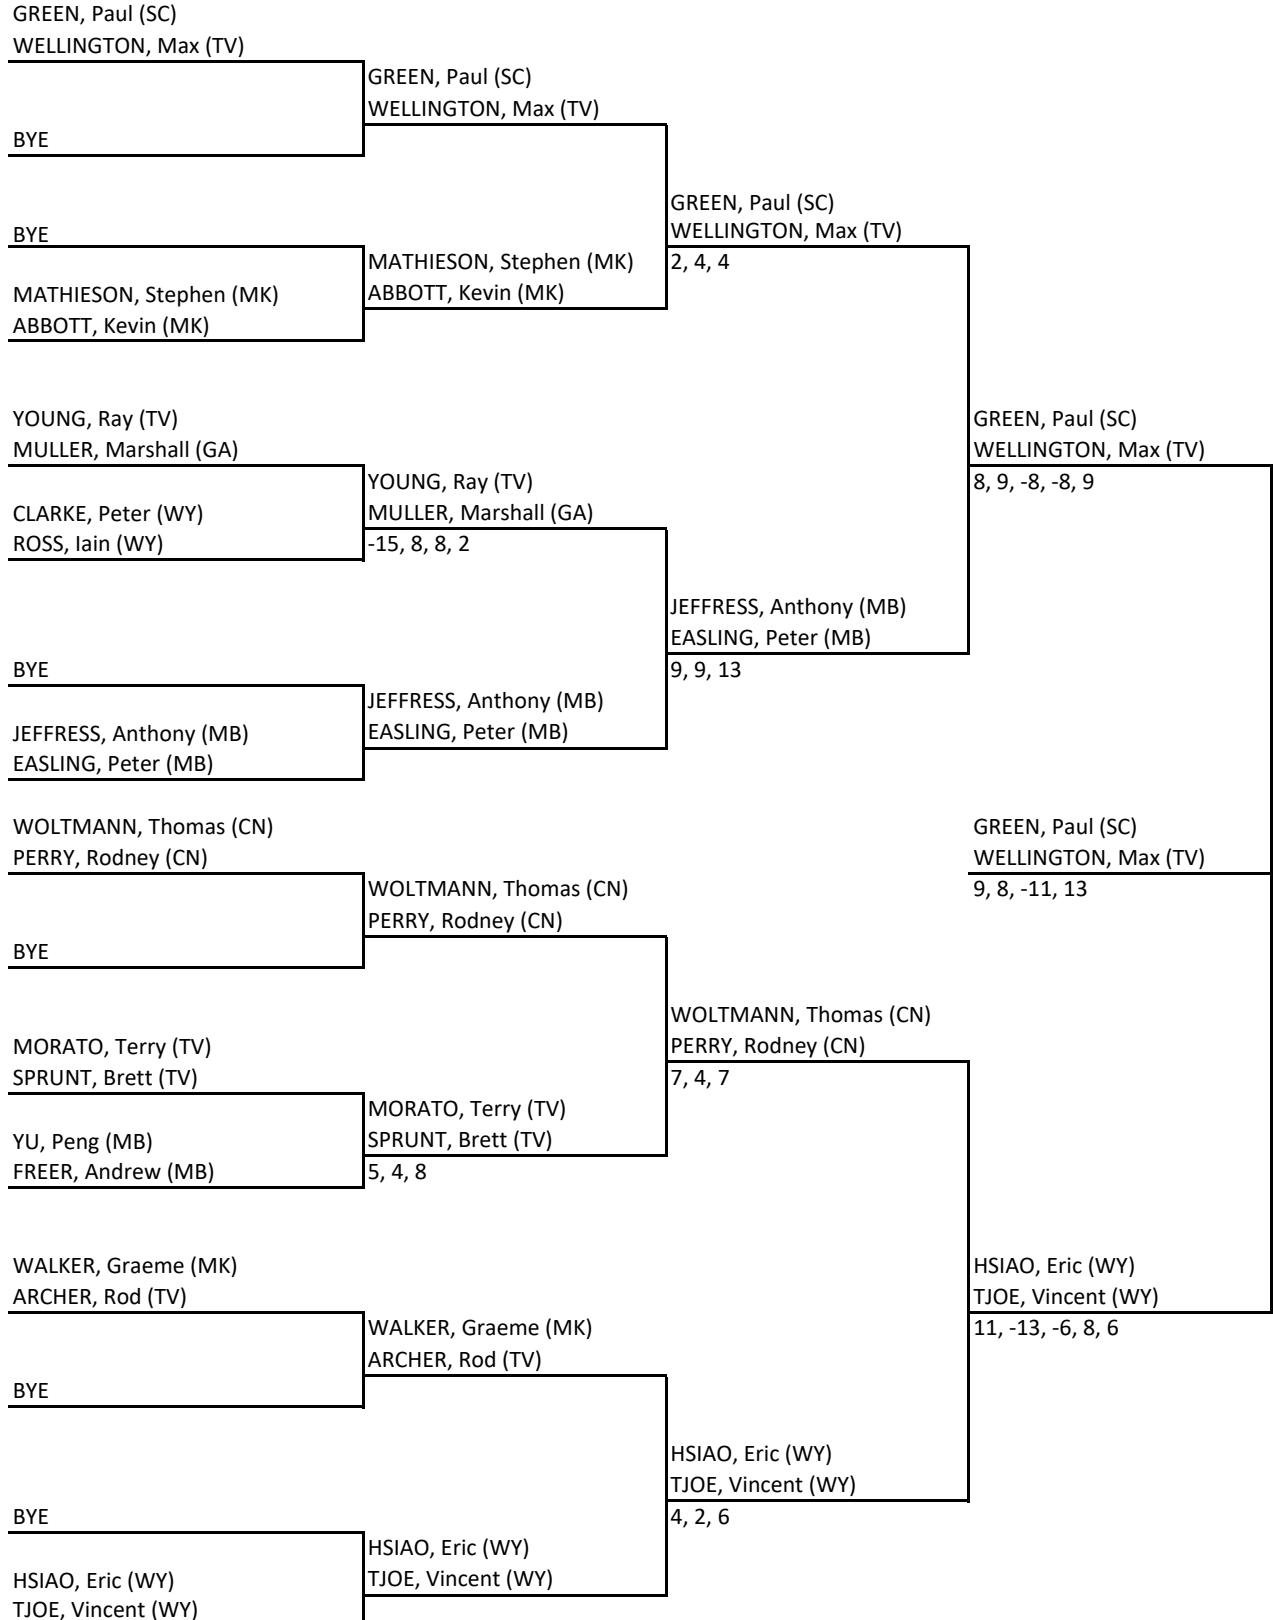 GREEN, Paul (SC)
WELLINGTON, Max (TV)
GREEN, Paul (SC)
WELLINGTON, Max (TV)
BYE
GREEN, Paul (SC)
WELLINGTON, Max (TV)
2, 4, 4
BYE
MATHIESON, Stephen (MK)
ABBOTT, Kevin (MK)
MATHIESON, Stephen (MK)
ABBOTT, Kevin (MK)
GREEN, Paul (SC)
WELLINGTON, Max (TV)
8, 9, -8, -8, 9
YOUNG, Ray (TV)
MULLER, Marshall (GA)
YOUNG, Ray (TV)
MULLER, Marshall (GA)
-15, 8, 8, 2
CLARKE, Peter (WY)
ROSS, Iain (WY)
JEFFRESS, Anthony (MB)
EASLING, Peter (MB)
9, 9, 13
BYE
JEFFRESS, Anthony (MB)
EASLING, Peter (MB)
JEFFRESS, Anthony (MB)
EASLING, Peter (MB)
WOLTMANN, Thomas (CN)
PERRY, Rodney (CN)
GREEN, Paul (SC)
WELLINGTON, Max (TV)
9, 8, -11, 13
WOLTMANN, Thomas (CN)
PERRY, Rodney (CN)
BYE
WOLTMANN, Thomas (CN)
PERRY, Rodney (CN)
7, 4, 7
MORATO, Terry (TV)
SPRUNT, Brett (TV)
MORATO, Terry (TV)
SPRUNT, Brett (TV)
5, 4, 8
YU, Peng (MB)
FREER, Andrew (MB)
WALKER, Graeme (MK)
ARCHER, Rod (TV)
HSIAO, Eric (WY)
TJOE, Vincent (WY)
11, -13, -6, 8, 6
WALKER, Graeme (MK)
ARCHER, Rod (TV)
BYE
HSIAO, Eric (WY)
TJOE, Vincent (WY)
4, 2, 6
BYE
HSIAO, Eric (WY)
TJOE, Vincent (WY)
HSIAO, Eric (WY)
TJOE, Vincent (WY)